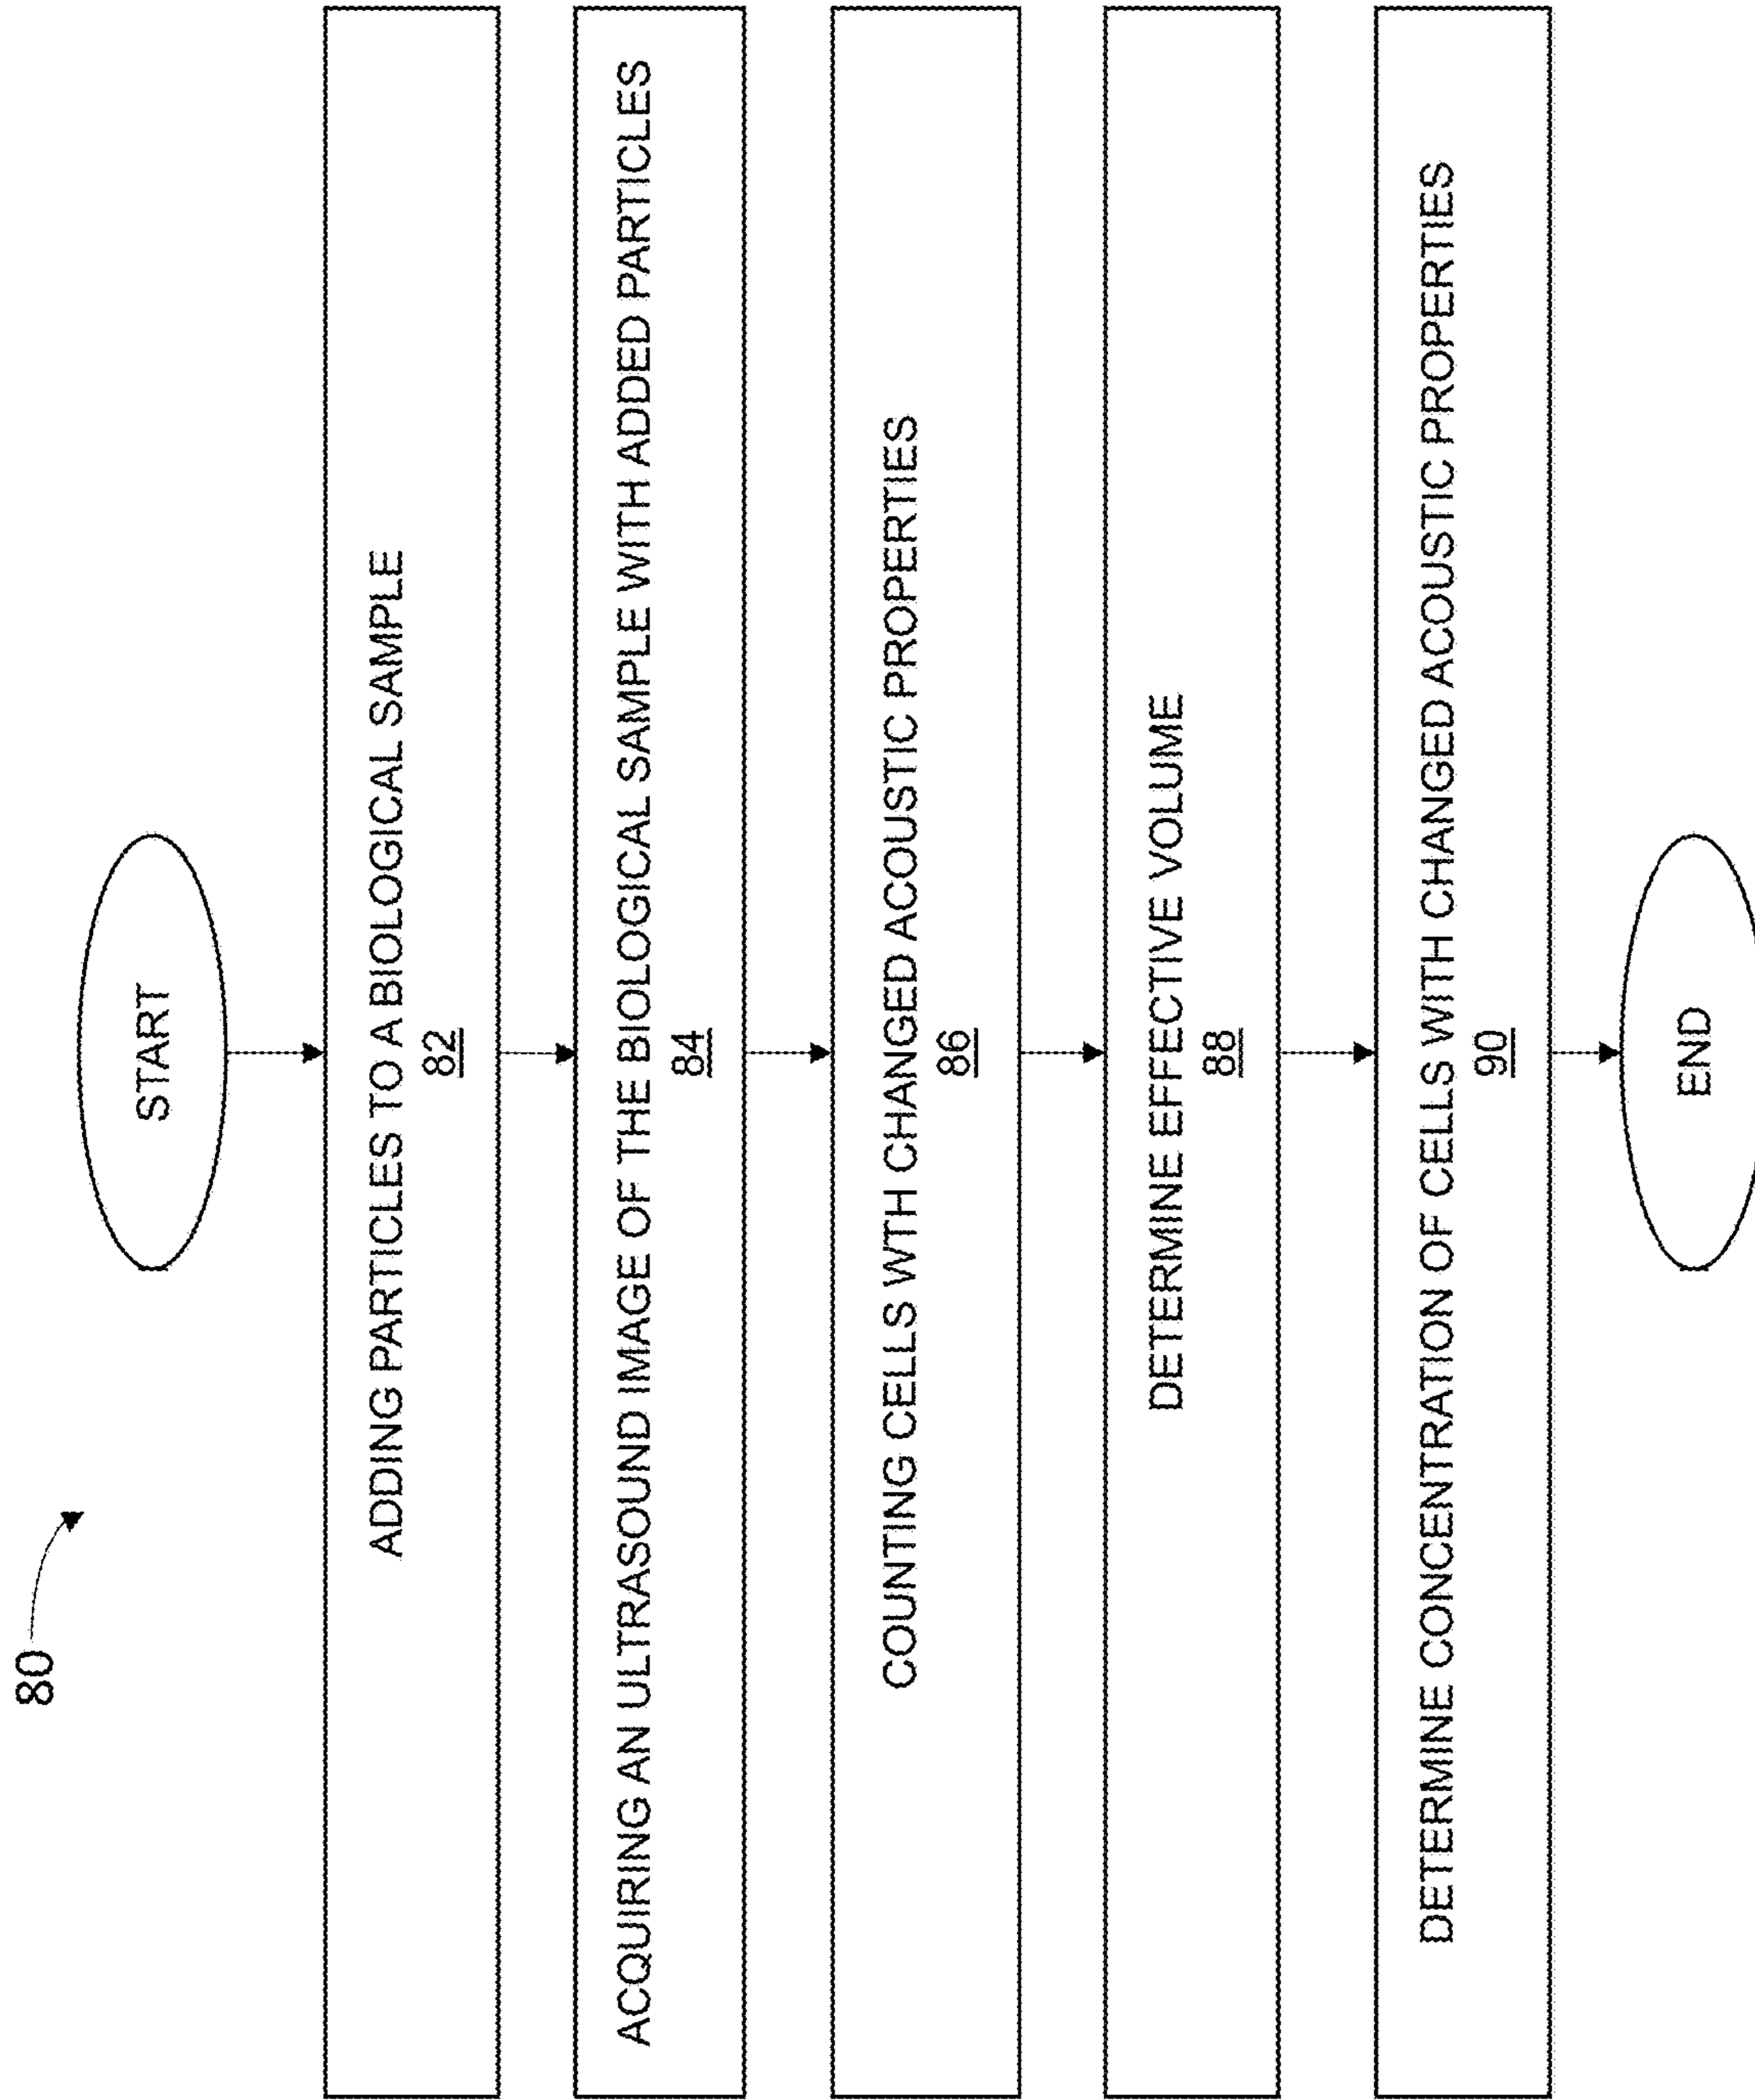 80
START
ADDING PARTICLES TO A BIOLOGICAL SAMPLE
82
ACQUIRING AN ULTRASOUND IMAGE OF THE BIOLOGICAL SAMPLE WITH ADDED PARTICLES
84
COUNTING CELLS WTH CHANGED ACOUSTIC PROPERTIES
86
DETERMINE EFFECTIVE VOLUME
88
DETERMINE CONCENTRATION OF CELLS WITH CHANGED ACOUSTIC PROPERTIES
90
END